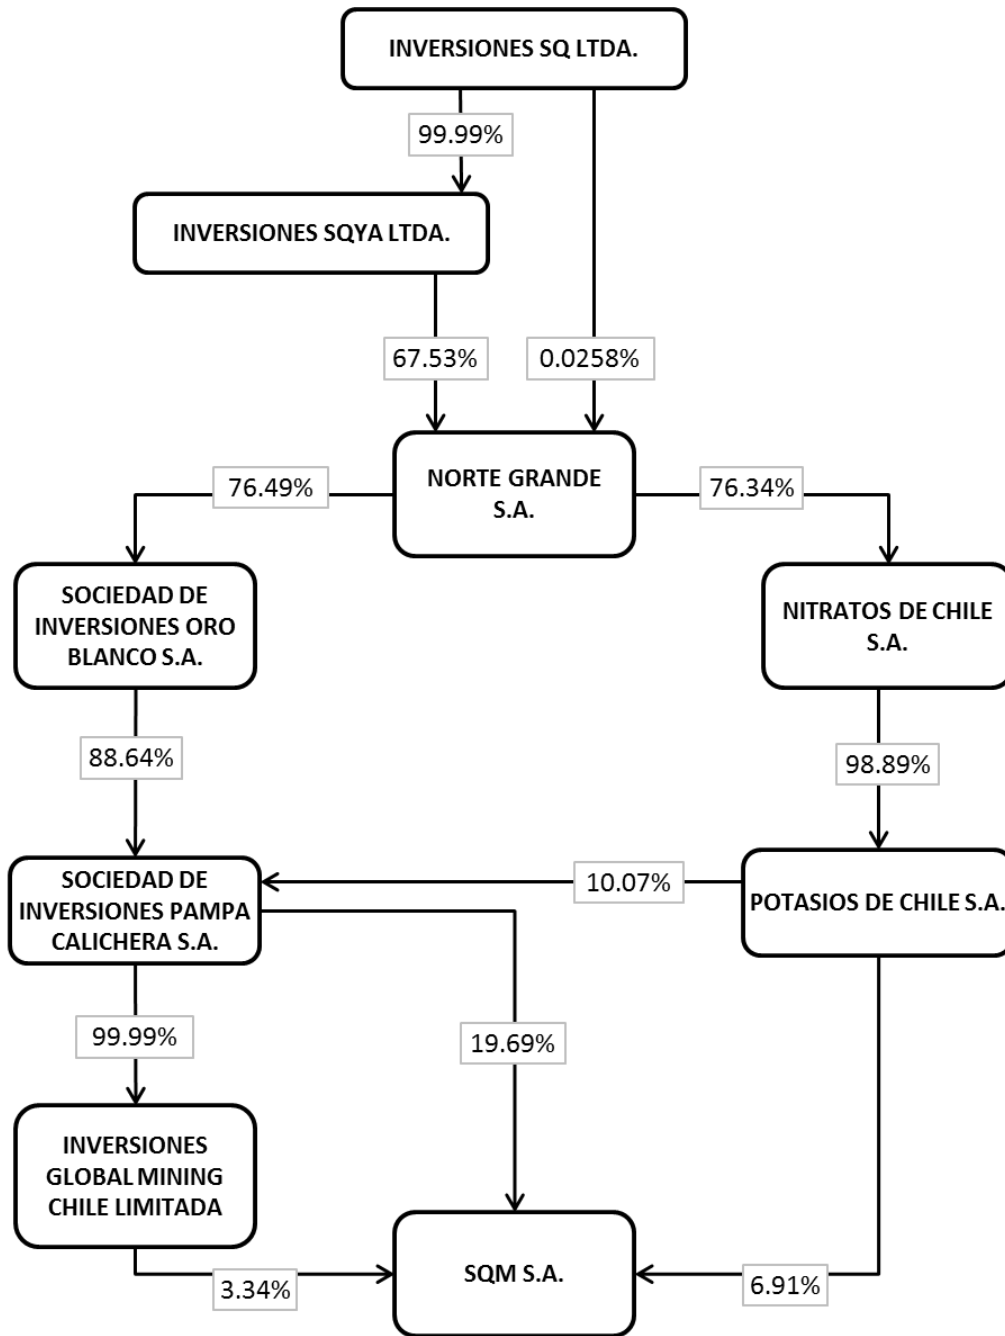 INVERSIONES SQ LTDA.
99.99%
INVERSIONES SQYA LTDA.
67.53%
0.0258%
NORTE GRANDE
S.A.
76.49%
76.34%
SOCIEDAD DE
INVERSIONES ORO
BLANCO S.A.
NITRATOS DE CHILE
S.A.
88.64%
98.89%
SOCIEDAD DE
INVERSIONES PAMPA
CALICHERA S.A.
10.07%
POTASIOS DE CHILE S.A.
99.99%
19.69%
INVERSIONES
GLOBAL MINING
CHILE LIMITADA
SQM S.A.
3.34%
6.91%